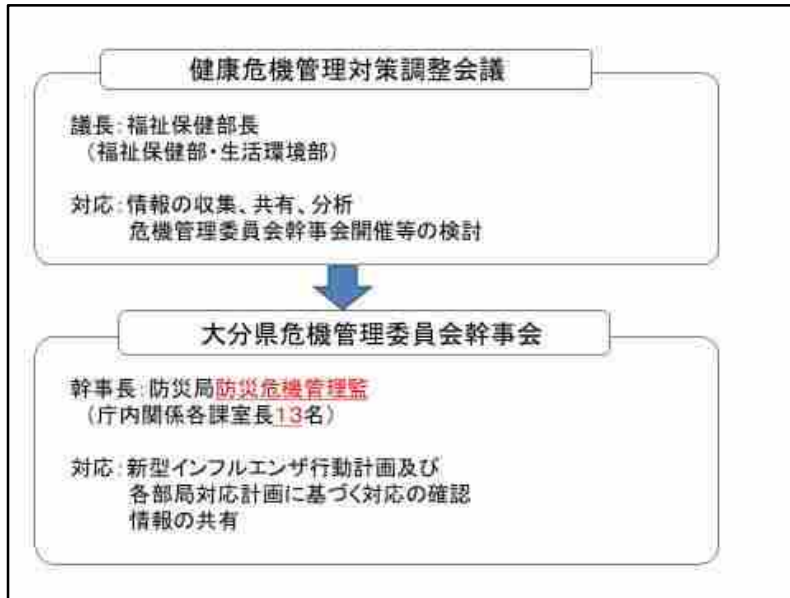 健康危機管理対策調整会議
議長：福祉保健部長
（福祉保健部・生活環境部）
対応：情報の収集、共有、分析
危機管理委員会幹事会開催等の検討
大分県危機管理委員会幹事会
幹事長：防災局防災危機管理監
（庁内関係各課室長１３名）
対応：新型インフルエンザ行動計画及び
各部局対応計画に基づく対応の確認
情報の共有